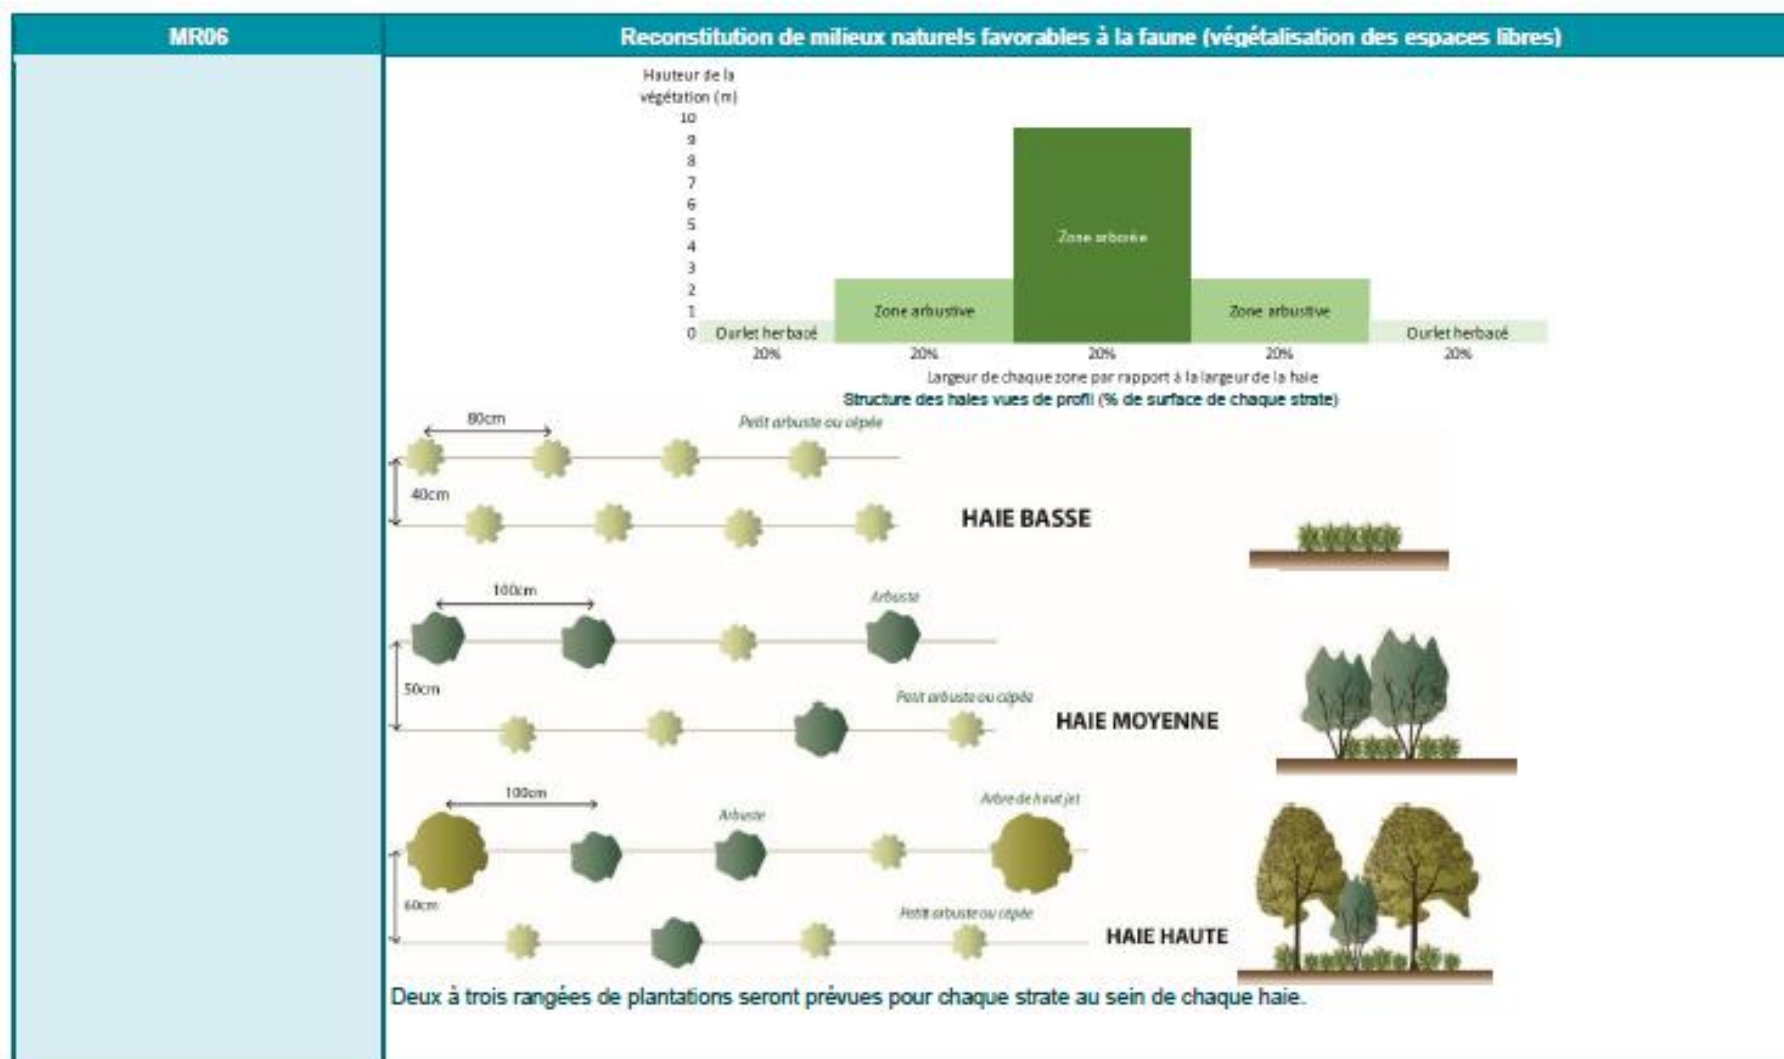 MR06
Reconstitution de milieux naturels favorables à la faune (végétalisation des espaces libres)
Hauteur de la
végétation (m)
10
9
8
7
6
5
4
3
2
1
0
Zone arborée
Zone arbustive
Zone arbustive
Ourlet herbacé
Ourlet herbacé
20%
20%
20%
20%
20%
Largeur de chaque zone par rapport à la largeur de la haie
Structure des haies vues de profil (% de surface de chaque strate)
80cm
Petit arbuste ou cépée
40cm
HAIE BASSE
100cm
Arbuste
50cm
Petit arbuste ou cépée
HAIE MOYENNE
100cm
Arbre de haut jet
Arbuste
60cm
Petit arbuste ou cépée
HAIE HAUTE
Deux à trois rangées de plantations seront prévues pour chaque strate au sein de chaque haie.